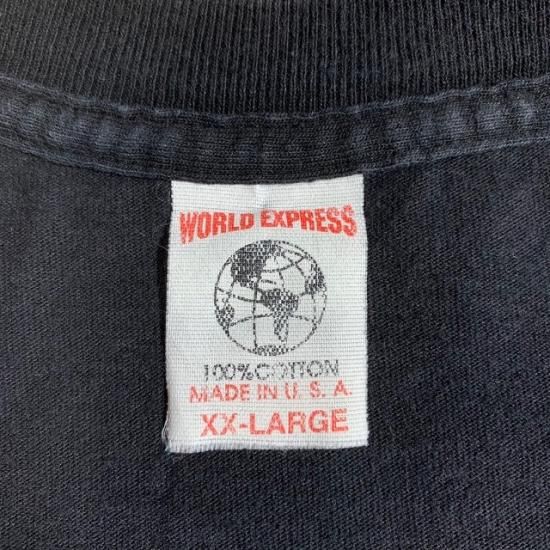 WORLD EXPRESS
100% COTTON
MADE IN U. S. A.
XX-LARGE